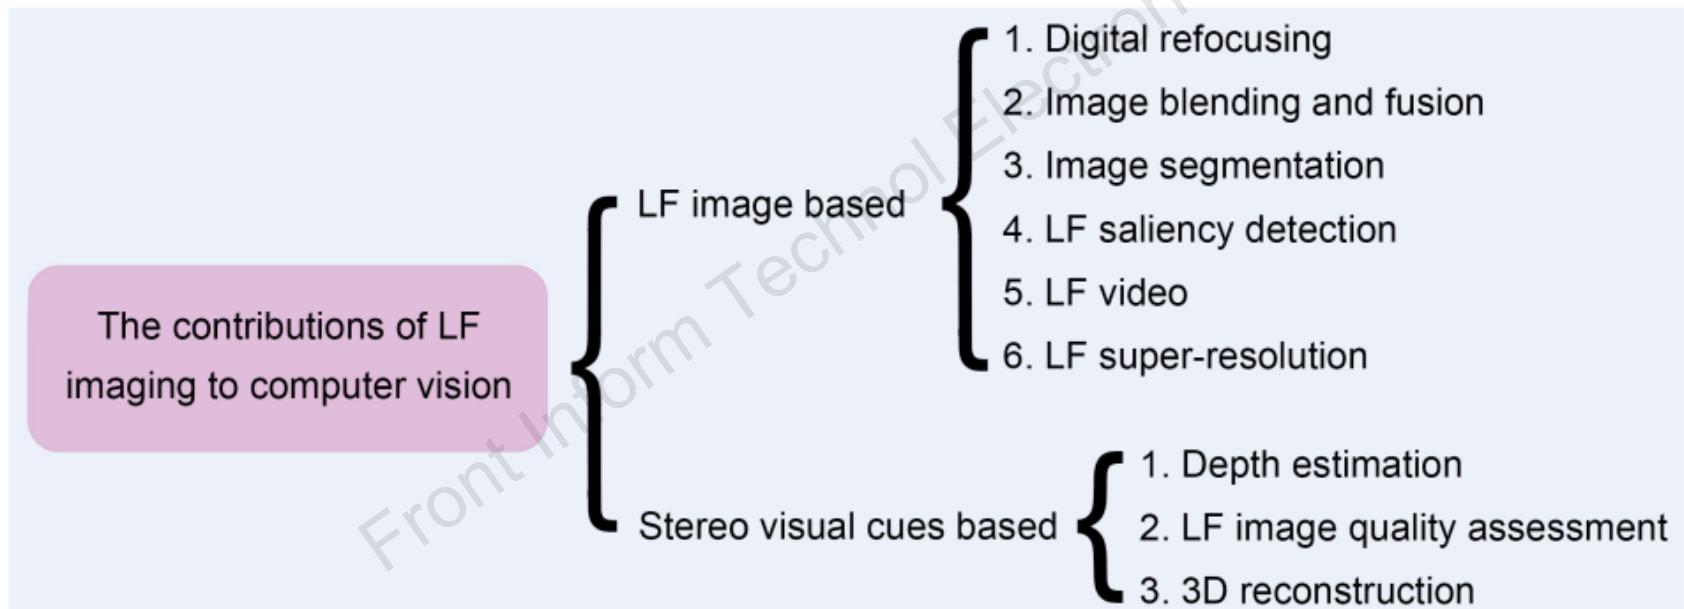 The contributions of LF
imaging to computer vision
LF image based
1. Digital refocusing
2. Image blending and fusion
3. Image segmentation
4. LF saliency detection
5. LF video
6. LF super-resolution
Stereo visual cues based
1. Depth estimation
2. LF image quality assessment
3. 3D reconstruction
Front Inform Technol Electron